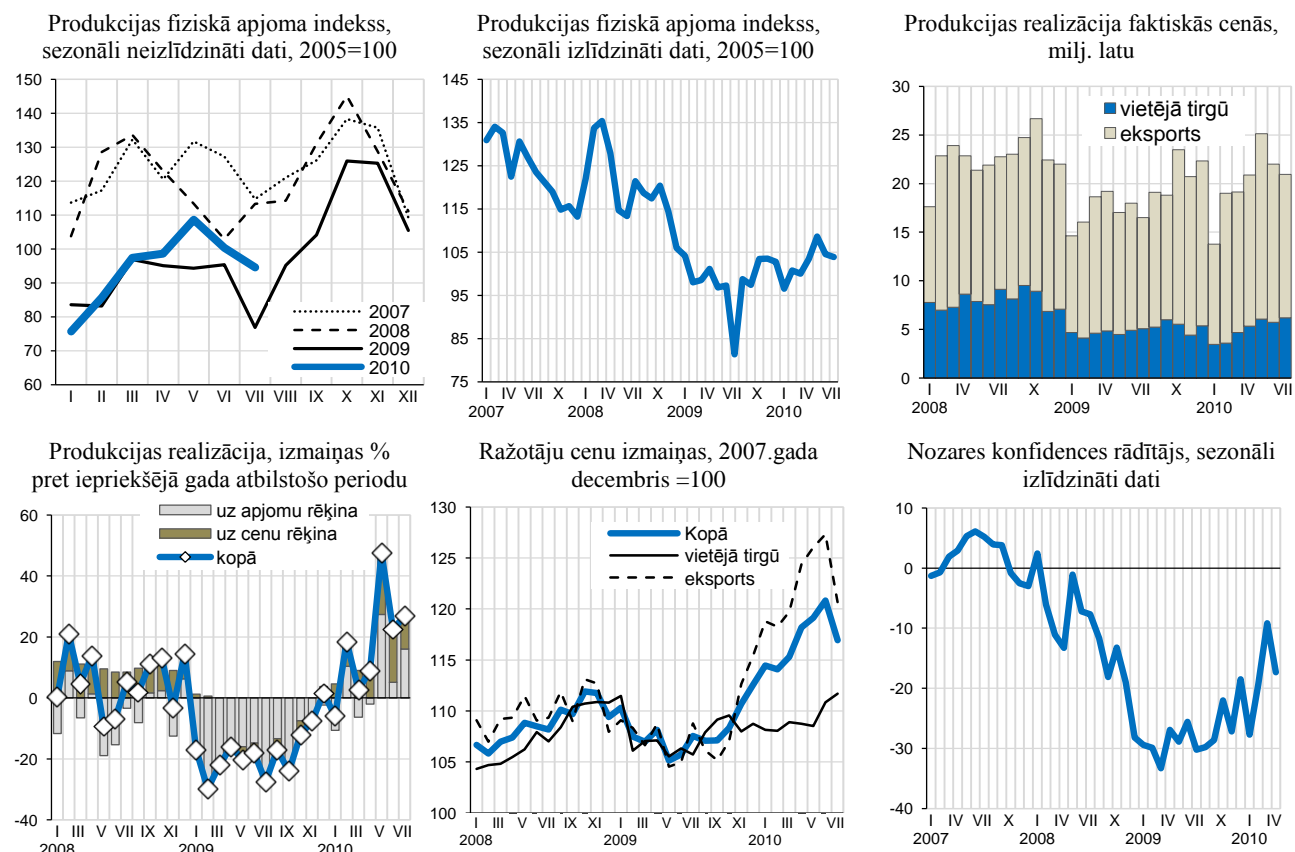 Produkcijas fiziskā apjoma indekss,
sezonāli neizlīdzināti dati, 2005=100
150
140
130
120
110
100
90
80
70
60
2007
2008
2009
2010
I II III IV V VI VII VIII IX X XI XII
Produkcijas fiziskā apjoma indekss,
sezonāli izlīdzināti dati, 2005=100
145
135
125
115
105
95
85
75
I IV VII X I IV VII X I IV VII X I IV VII
2007 2008 2009 2010
Produkcijas realizācija faktiskās cenās,
milj. latu
30
25
20
15
10
5
0
vietējā tirgū
eksports
I IV VII X I IV VII X I IV VII
2008 2009 2010
Produkcijas realizācija, izmaiņas %
pret iepriekšējā gada atbilstošo periodu
60
40
20
0
-20
-40
uz apjomu rēķina
uz cenu rēķina
kopā
I III V VII IX XI I III V VII IX XI I III V VII
2008 2009 2010
Ražotāju cenu izmaiņas, 2007.gada
decembris =100
130
125
120
115
110
105
100
Kopā
vietējā tirgū
eksports
I III V VII IX XI I III V VII IX XI I III V VII
2008 2009 2010
Nozares konfidences rādītājs, sezonāli
izlīdzināti dati
10
0
-10
-20
-30
-40
I IV VII X I IV VII X I IV VII X I IV
2007 2008 2009 2010